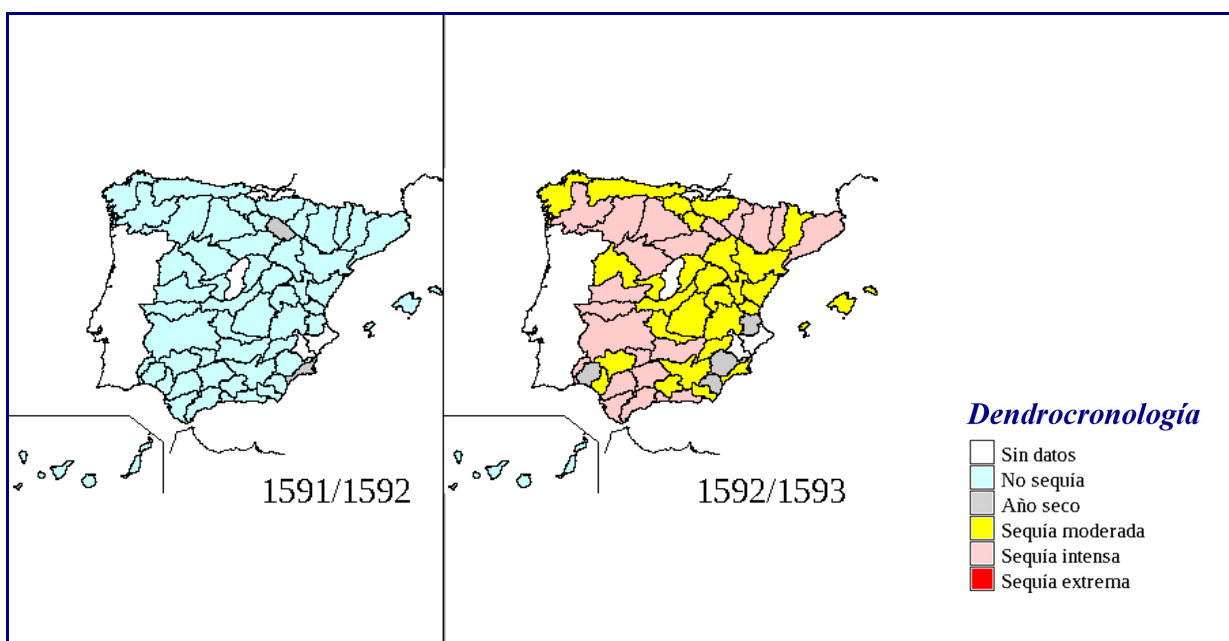 1591/1592
1592/1593
Dendrocronología
Sin datos
No sequía
Año seco
Sequía moderada
Sequía intensa
Sequía extrema